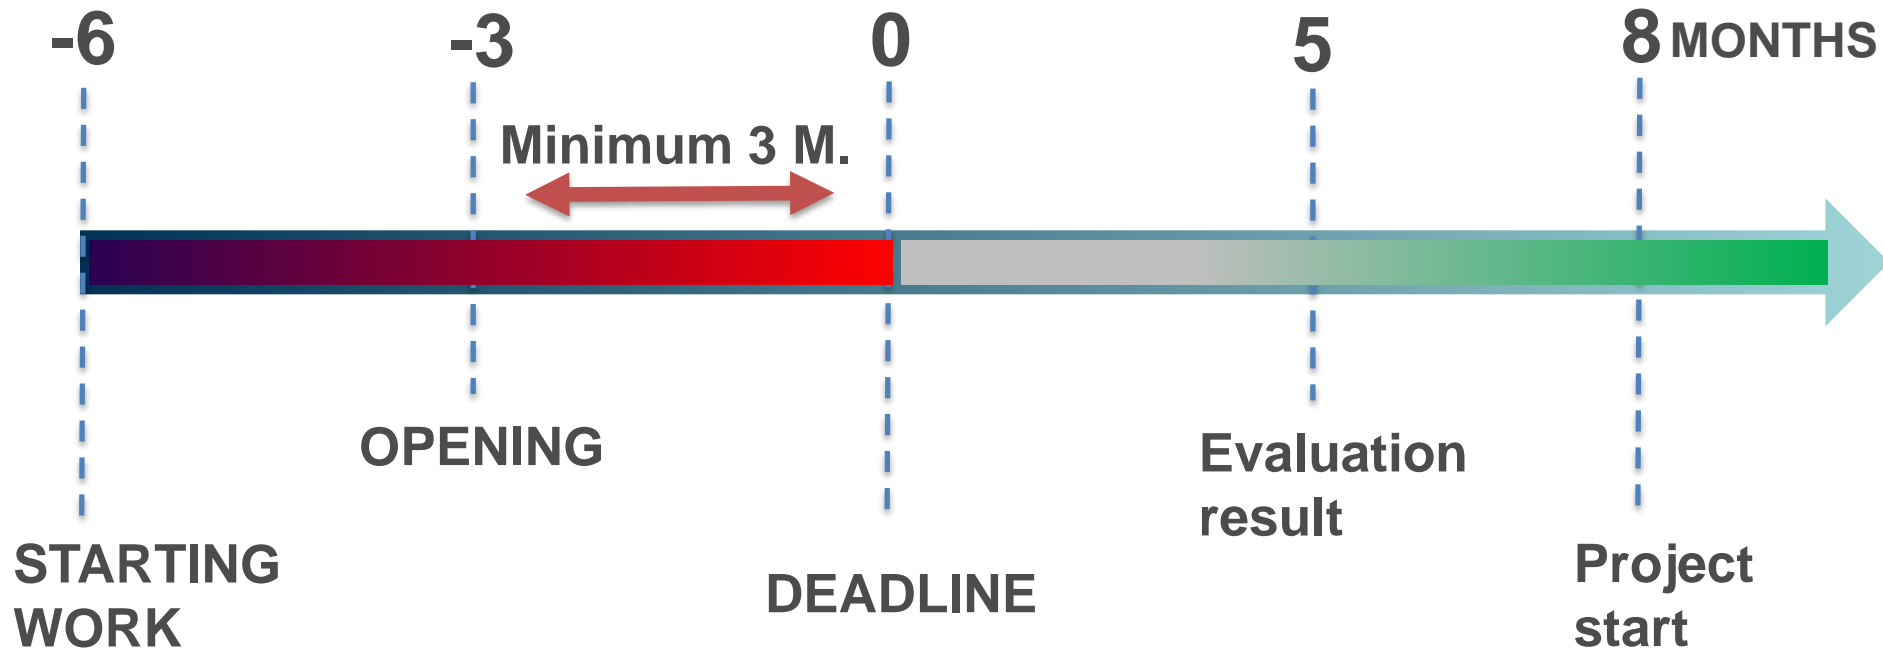 -6 -3 0 5 8 MONTHS
Minimum 3 M.
OPENING
Evaluation
result
STARTING
WORK
DEADLINE
Project
start